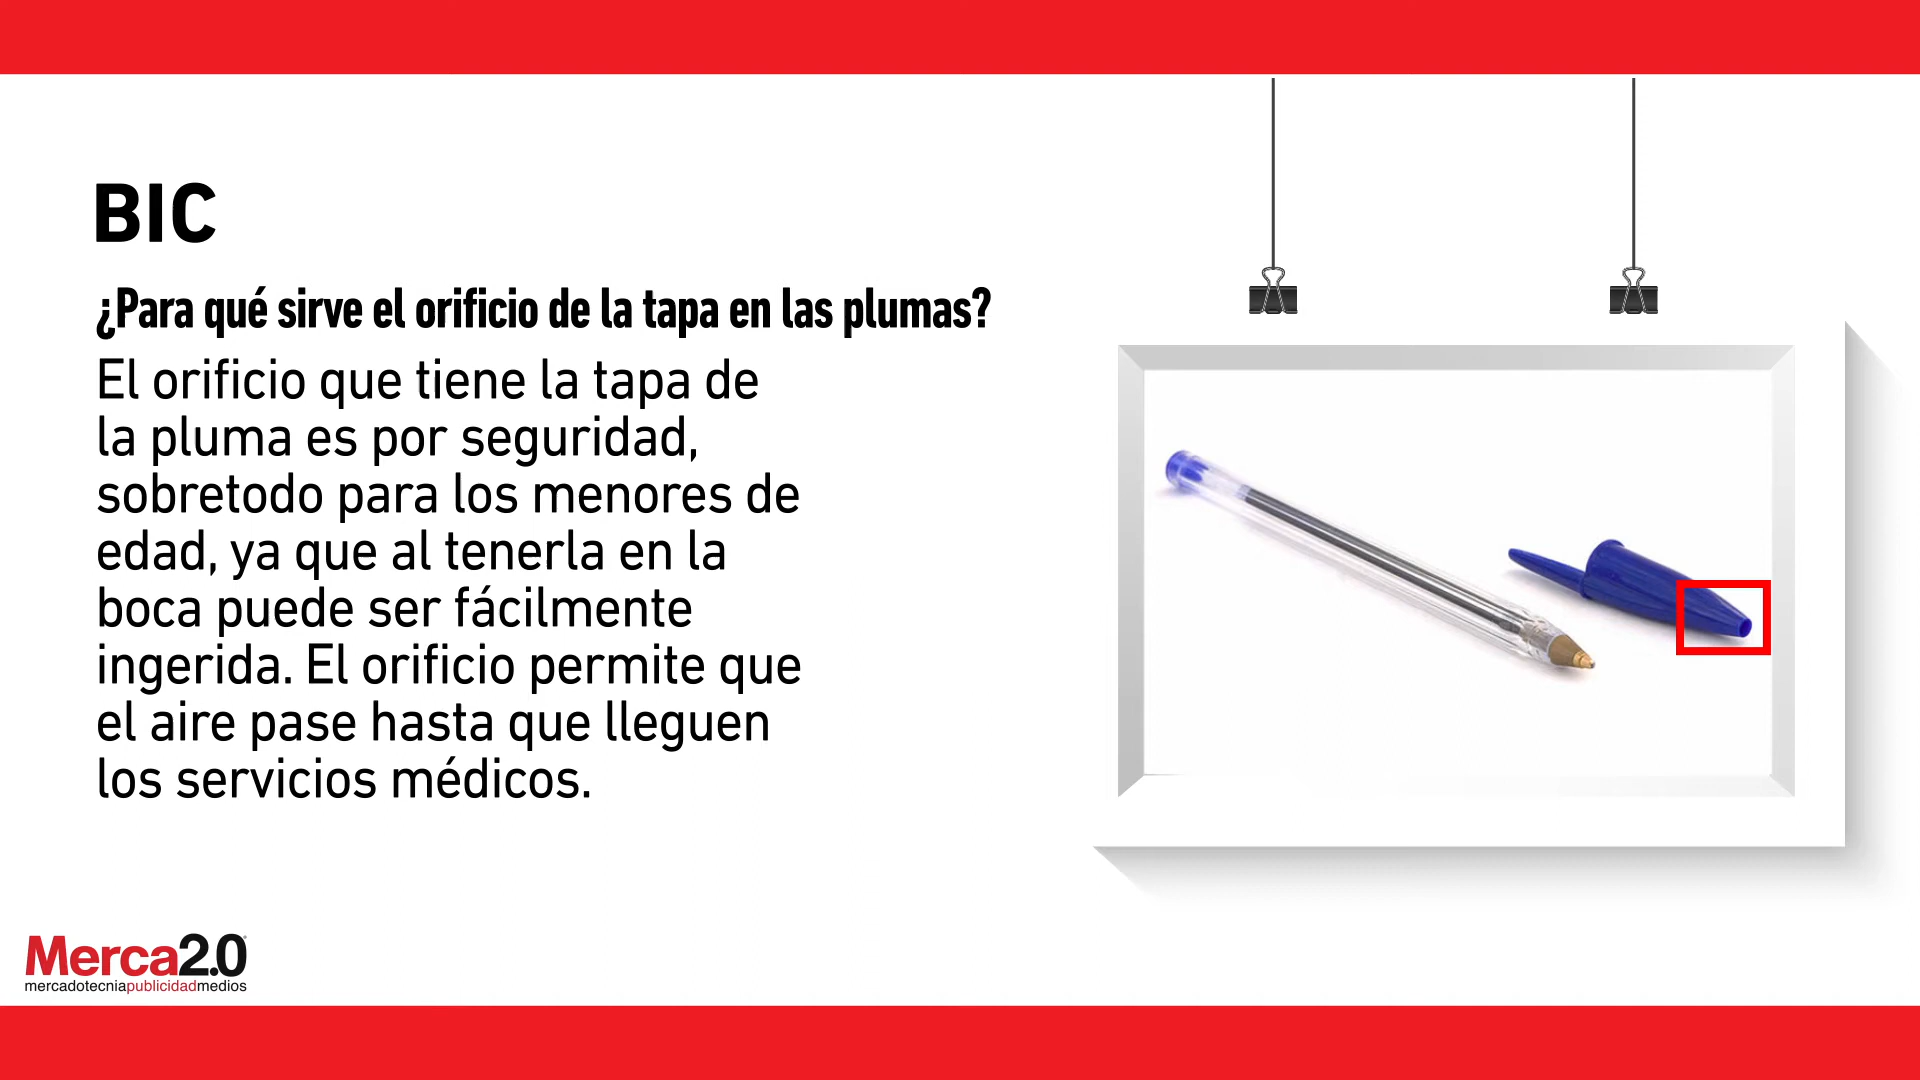 BIC
¿Para qué sirve el orificio de la tapa en las plumas?
El orificio que tiene la tapa de
la pluma es por seguridad,
sobretodo para los menores de
edad, ya que al tenerla en la
boca puede ser fácilmente
ingerida. El orificio permite que
el aire pase hasta que lleguen
los servicios médicos.
Merca2.0
mercadotecniapublicidadmedios